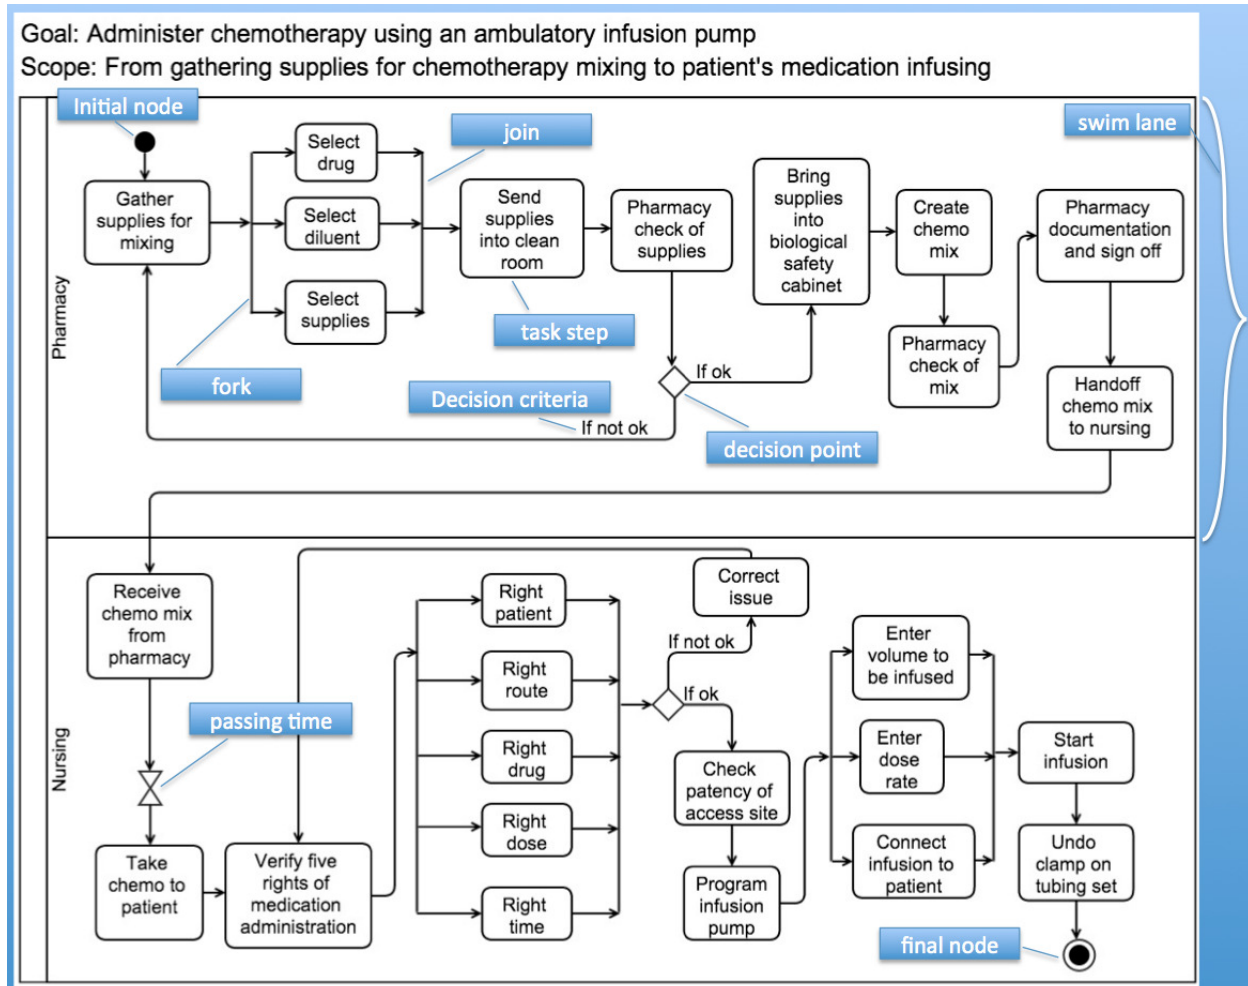 Goal: Administer chemotherapy using an ambulatory infusion pump
Scope: From gathering supplies for chemotherapy mixing to patient's medication infusing
Initial node
join
swim lane
Pharmacy
Gather
supplies for
mixing
Select
drug
Select
diluent
Select
supplies
Send
supplies
into clean
room
Pharmacy
check of
supplies
Bring
supplies
into
biological
safety
cabinet
Create
chemo
mix
Pharmacy
documentation
and sign off
task step
fork
Pharmacy
check of
mix
If ok
Decision criteria
If not ok
decision point
Handoff
chemo mix
to nursing
Nursing
Receive
chemo mix
from
pharmacy
passing time
Take
chemo to
patient
Verify five
rights of
medication
administration
Right
patient
Right
route
Right
drug
Right
dose
Right
time
Correct
issue
If not ok
If ok
Check
patency of
access site
Program
infusion
pump
Enter
volume to
be infused
Enter
dose
rate
Connect
infusion to
patient
Start
infusion
Undo
clamp on
tubing set
final node